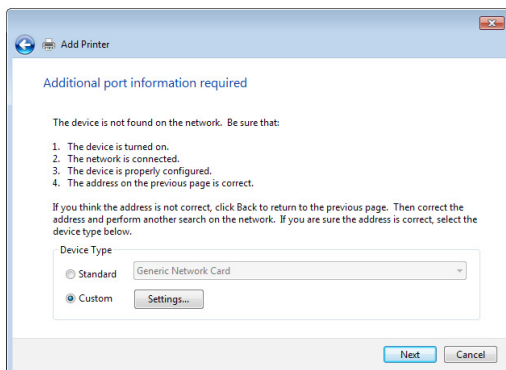 Add Printer
Additional port information required
The device is not found on the network.  Be sure that:
1.  The device is turned on.
2.  The network is connected.
3.  The device is properly configured.
4.  The address on the previous page is correct.
If you think the address is not correct, click Back to return to the previous page.  Then correct the
address and perform another search on the network.  If you are sure the address is correct, select the
device type below.
Device Type
Standard Generic Network Card
Custom Settings...
Next Cancel